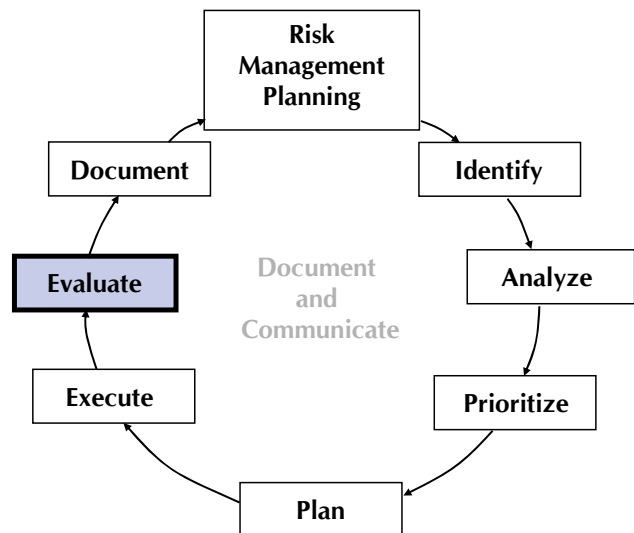 Risk
Management
Planning
Identify
Analyze
Prioritize
Plan
Execute
Evaluate
Document
Document
and
Communicate